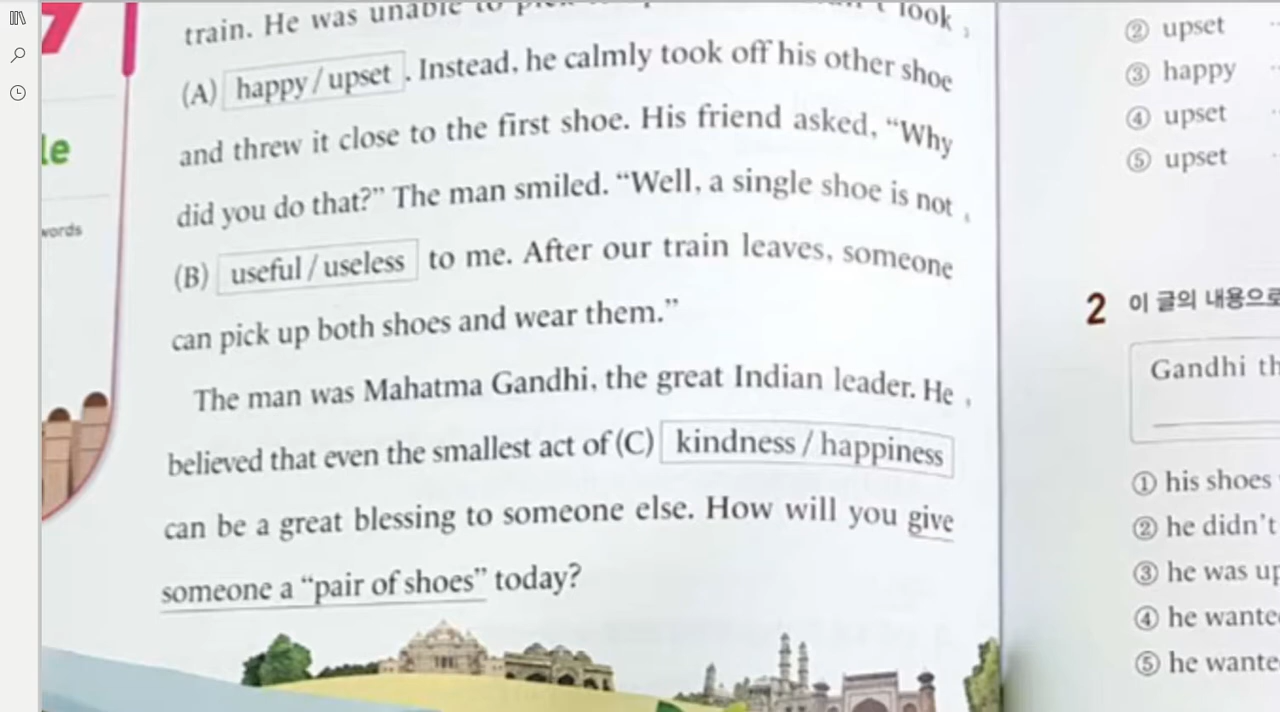 le
words
train. He was unable to
look
(A) happy / upset . Instead, he calmly took off his other shoe
and threw it close to the first shoe. His friend asked, “Why
did you do that?” The man smiled. “Well, a single shoe is not
(B) useful / useless to me. After our train leaves, someone
can pick up both shoes and wear them.”
The man was Mahatma Gandhi, the great Indian leader. He
believed that even the smallest act of (C) kindness / happiness
can be a great blessing to someone else. How will you give
someone a “pair of shoes” today?
② upset
③ happy
④ upset
⑤ upset
2 이 글의 내용으로
Gandhi th
① his shoes
② he didn't
③ he was up
④ he wante
⑤ he wante